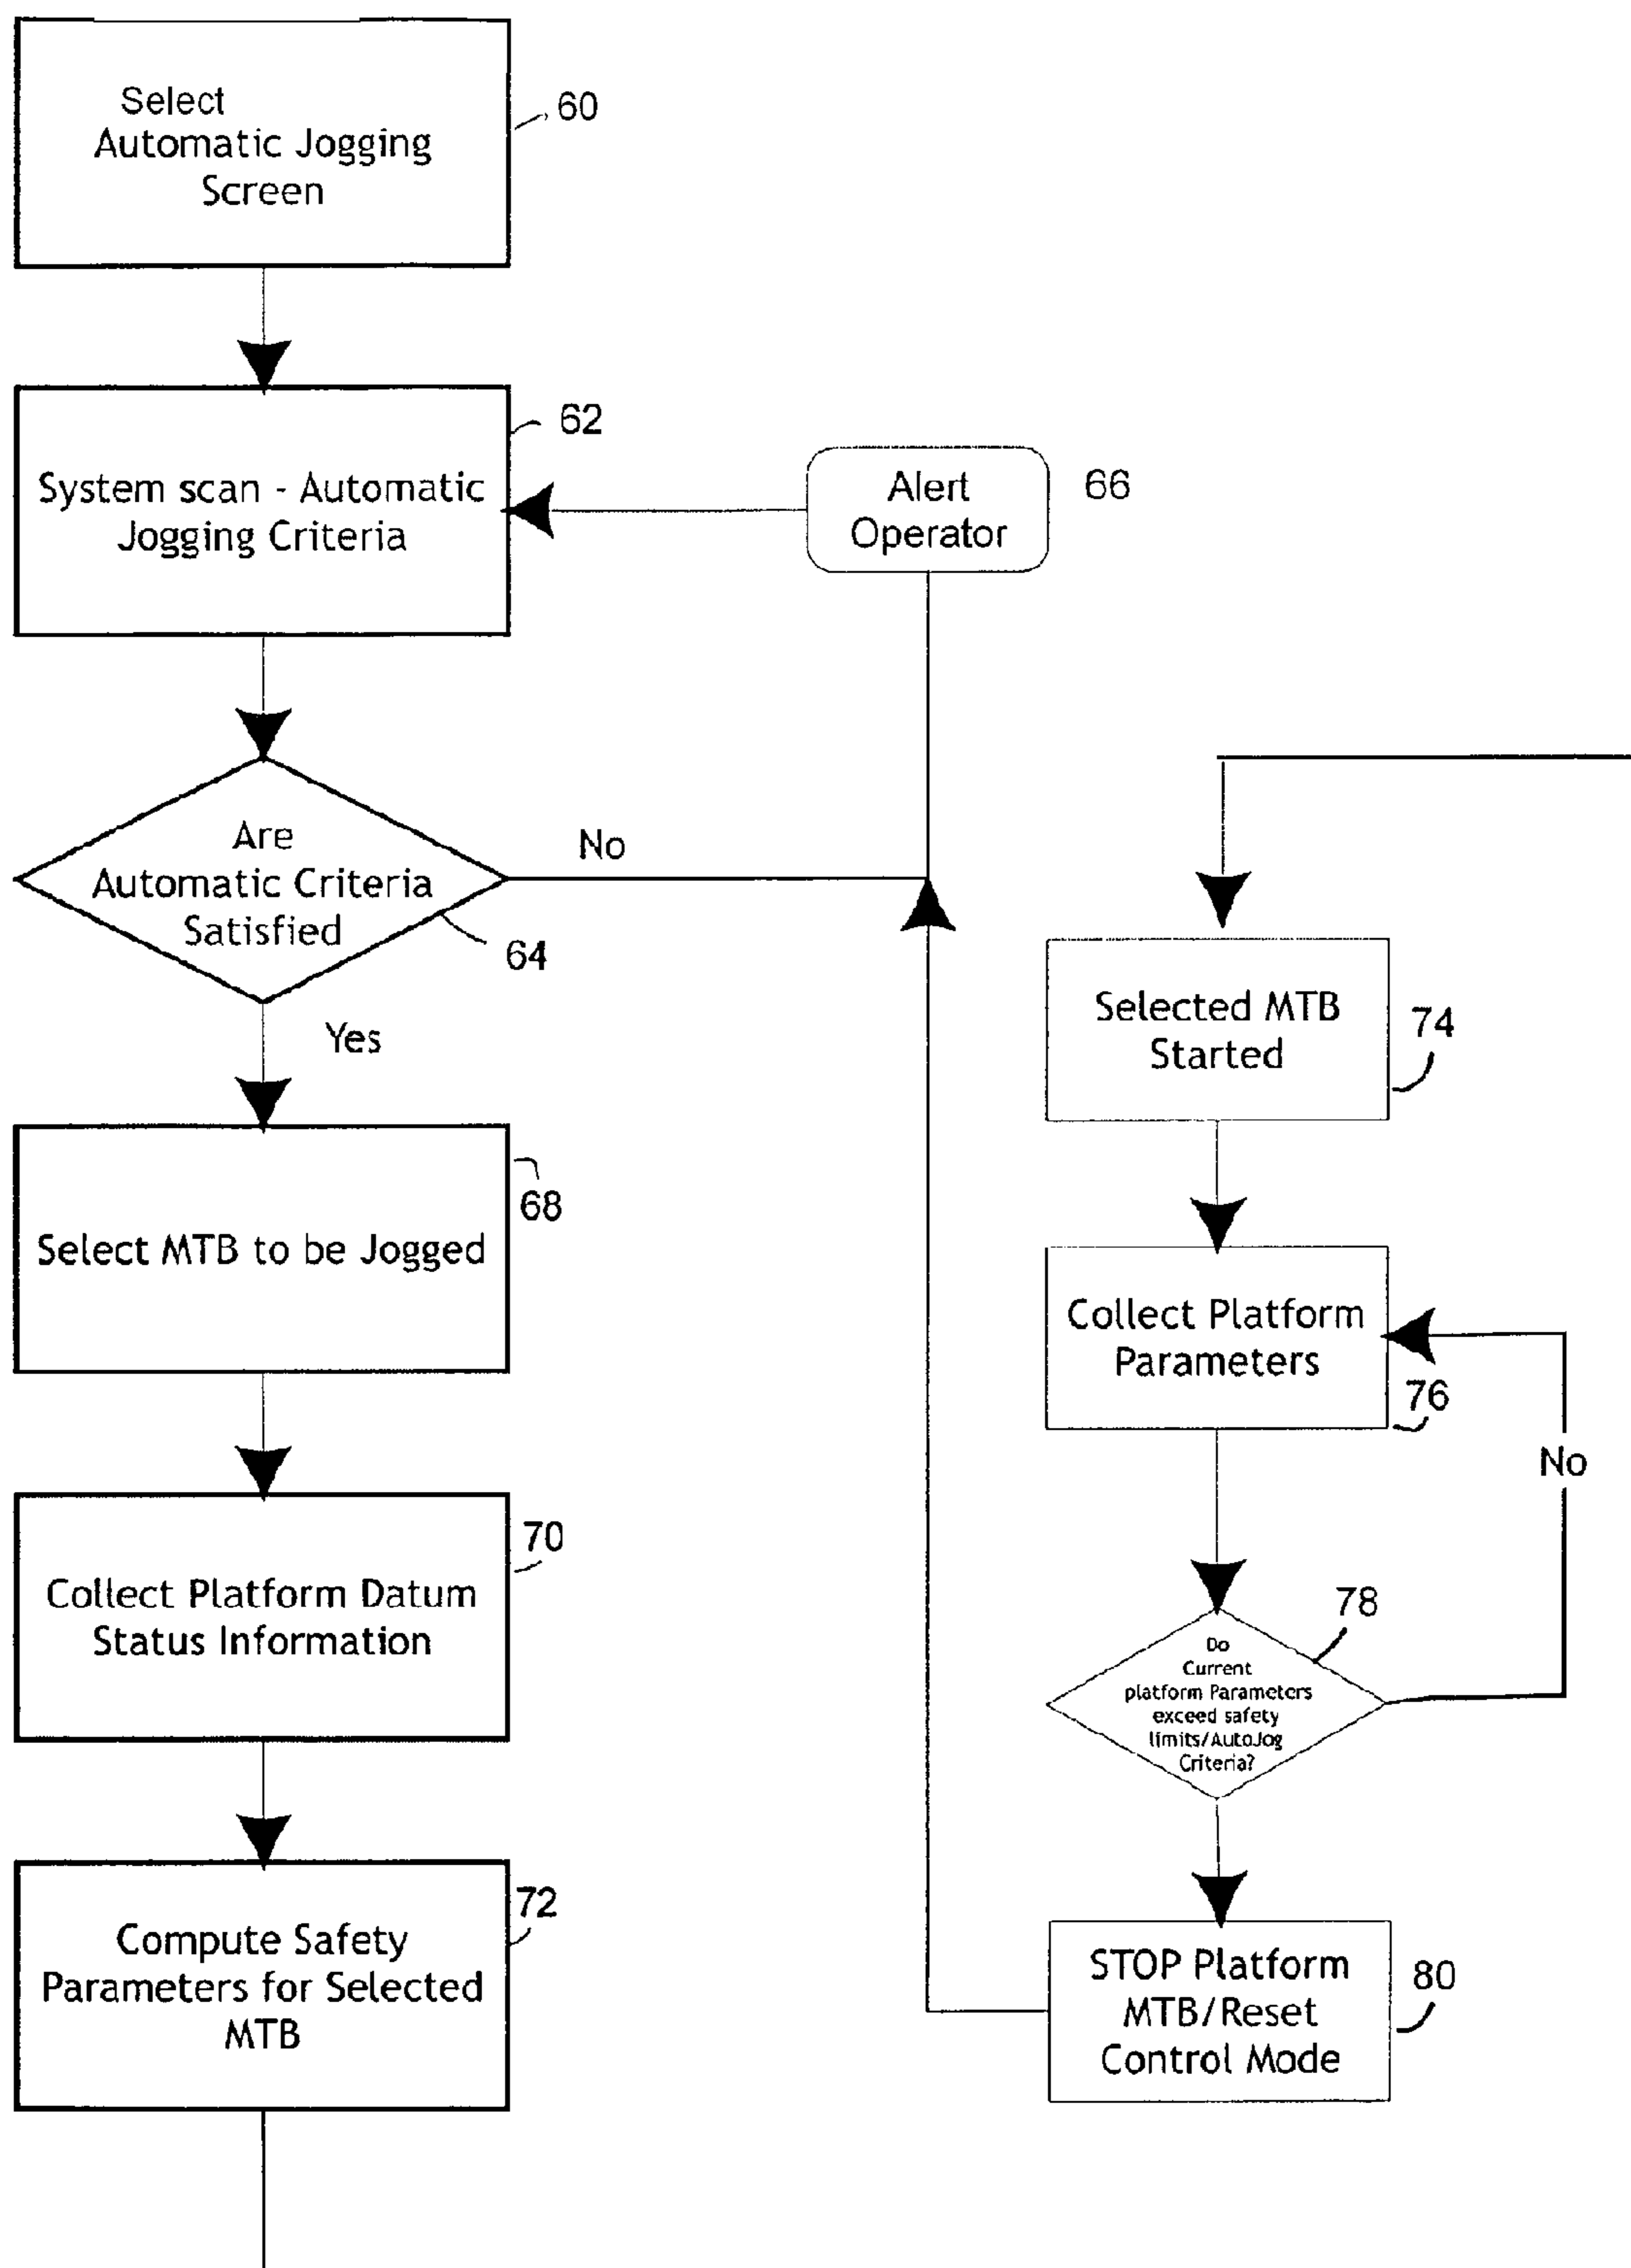 Select
Automatic Jogging
Screen
60
System scan - Automatic
Jogging Criteria
62
Alert
Operator
66
Are
Automatic Criteria
Satisfied
64
No
Yes
Select MTB to be Jogged
68
Collect Platform Datum
Status Information
70
Compute Safety
Parameters for Selected
MTB
72
Selected MTB
Started
74
Collect Platform
Parameters
76
No
Do
Current
platform Parameters
exceed safety
limits/AutoJog
Criteria?
78
STOP Platform
MTB/Reset
Control Mode
80